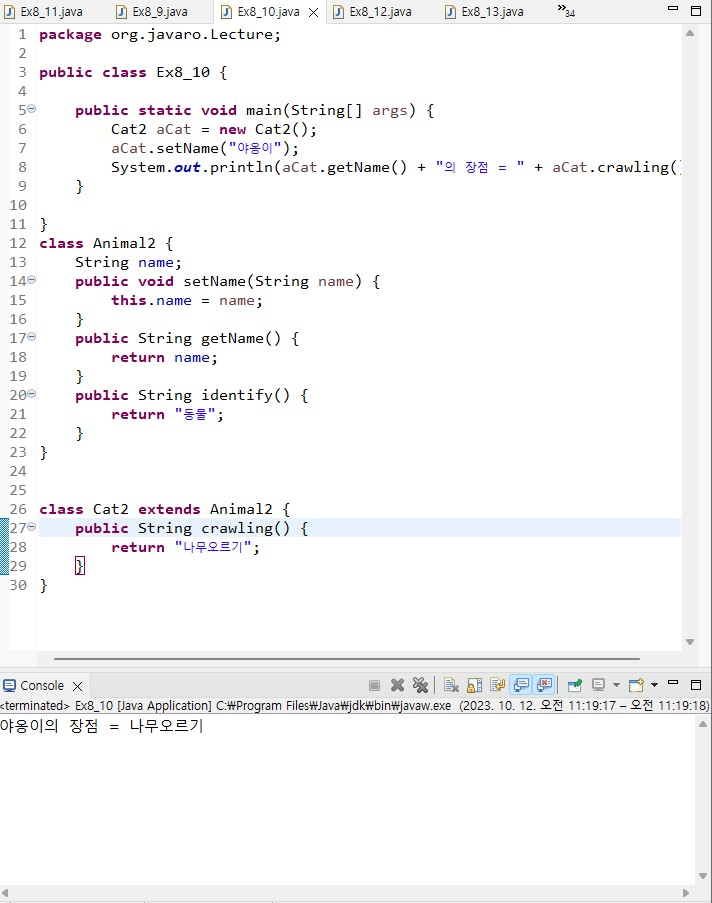 Ex8_11.java Ex8_9.java Ex8_10.java Ex8_12.java Ex8_13.java »34
1 package org.javaro.Lecture;
2
3 public class Ex8_10 {
4
5 public static void main(String[] args) {
6 Cat2 aCat = new Cat2();
7 aCat.setName("야옹이");
8 System.out.println(aCat.getName() + "의 장점 = " + aCat.crawling()
9 }
10
11 }
12 class Animal2 {
13 String name;
14 public void setName(String name) {
15 this.name = name;
16 }
17 public String getName() {
18 return name;
19 }
20 public String identify() {
21 return "동물";
22 }
23 }
24
25
26 class Cat2 extends Animal2 {
27 public String crawling() {
28 return "나무오르기";
29 }
30 }
Console
<terminated> Ex8_10 [Java Application] C:₩Program Files₩Java₩jdk₩bin₩javaw.exe (2023. 10. 12. 오전 11:19:17 – 오전 11:19:18)
야옹이의 장점 = 나무오르기